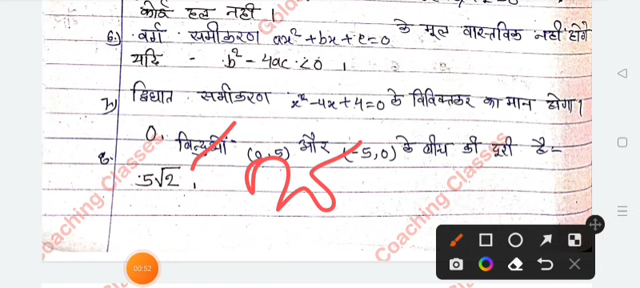 कोई हल नही ।
6. वर्ग समीकरण ax²+bx+c=0 के मूल वास्तविक नहीं होंगे
यदि - b² - 4ac <0 ,
7. द्विघात समीकरण x²-4x+4=0 के विविक्तकर का मान होगा ।
0,
8. बिन्दुओं (0,5) और (-5,0) के बीच की दूरी है-
5√2 ,
25
Coaching Classes
Coaching Classes
Gold
00:52